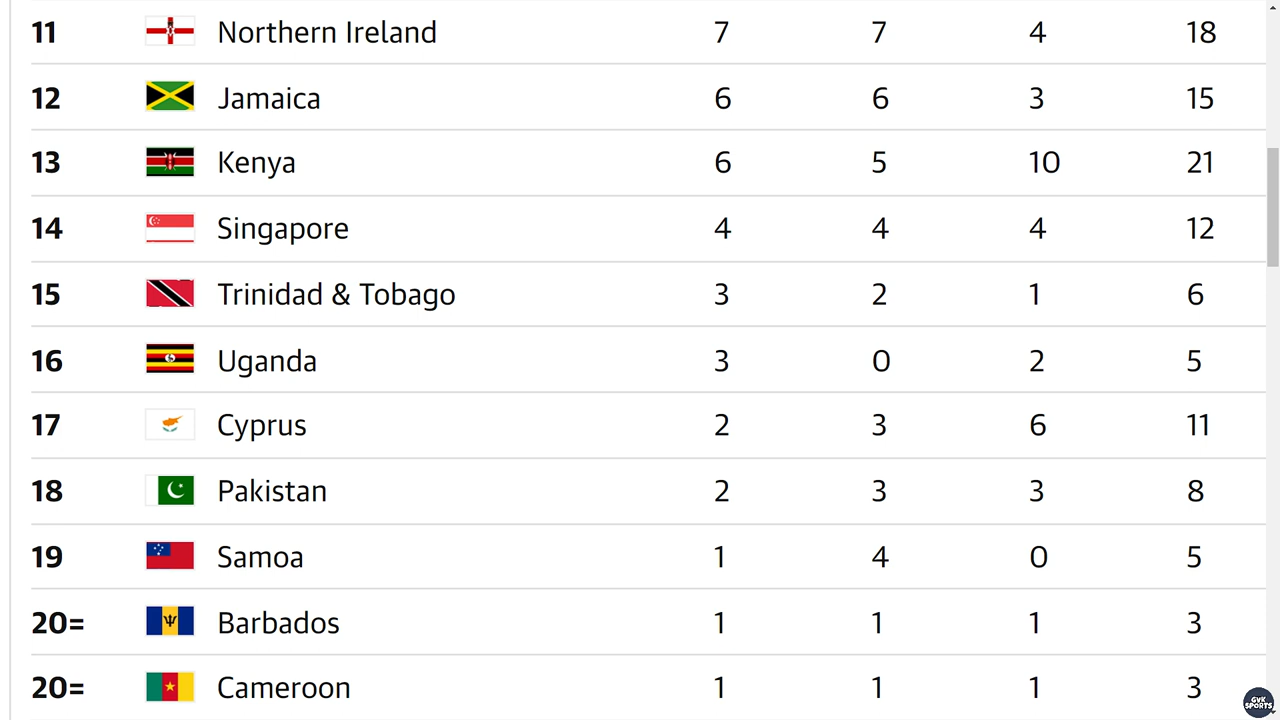 11 Northern Ireland 7 7 4 18
12 Jamaica 6 6 3 15
13 Kenya 6 5 10 21
14 Singapore 4 4 4 12
15 Trinidad & Tobago 3 2 1 6
16 Uganda 3 0 2 5
17 Cyprus 2 3 6 11
18 Pakistan 2 3 3 8
19 Samoa 1 4 0 5
20= Barbados 1 1 1 3
20= Cameroon 1 1 1 3
GVK
SPORTS